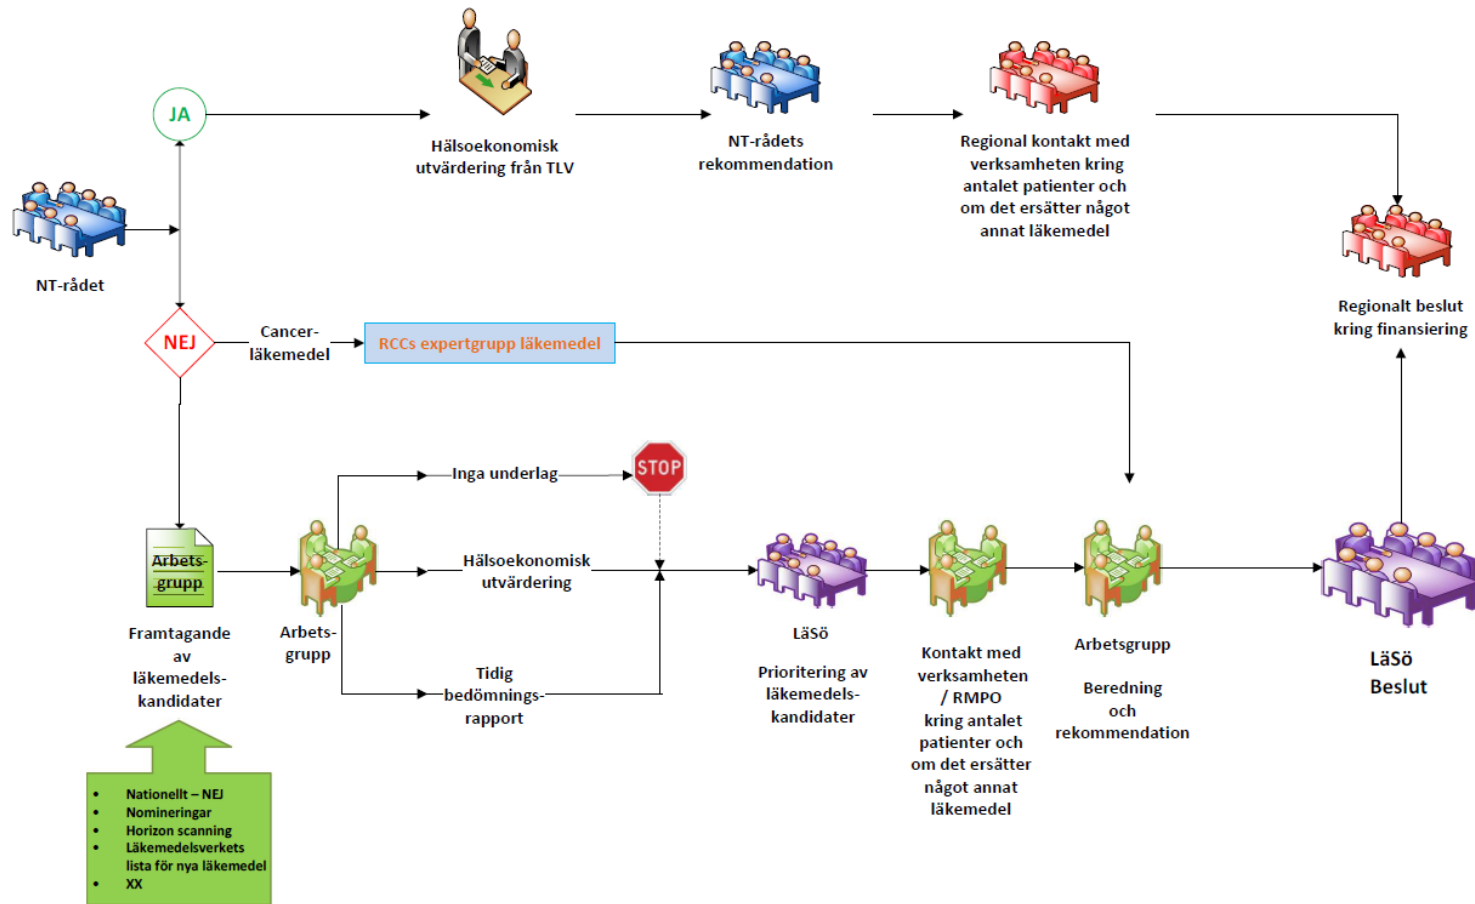 JA
Hälsoekonomisk
utvärdering från TLV
NT-rådets
rekommendation
Regional kontakt med
verksamheten kring
antalet patienter och
om det ersätter något
annat läkemedel
NT-rådet
Regionalt beslut
kring finansiering
NEJ
Cancer-
läkemedel
RCCs expertgrupp läkemedel
Inga underlag
STOP
Arbets-
grupp
Framtagande
av
läkemedels-
kandidater
Arbets-
grupp
Hälsoekonomisk
utvärdering
Tidig
bedömnings-
rapport
LäSö
Prioritering av
läkemedels-
kandidater
Kontakt med
verksamheten
/ RMPO
kring antalet
patienter och
om det ersätter
något annat
läkemedel
Arbetsgrupp
Beredning
och
rekommendation
LäSö
Beslut
• Nationellt – NEJ
• Nomineringar
• Horizon scanning
• Läkemedelsverkets
lista för nya läkemedel
• XX